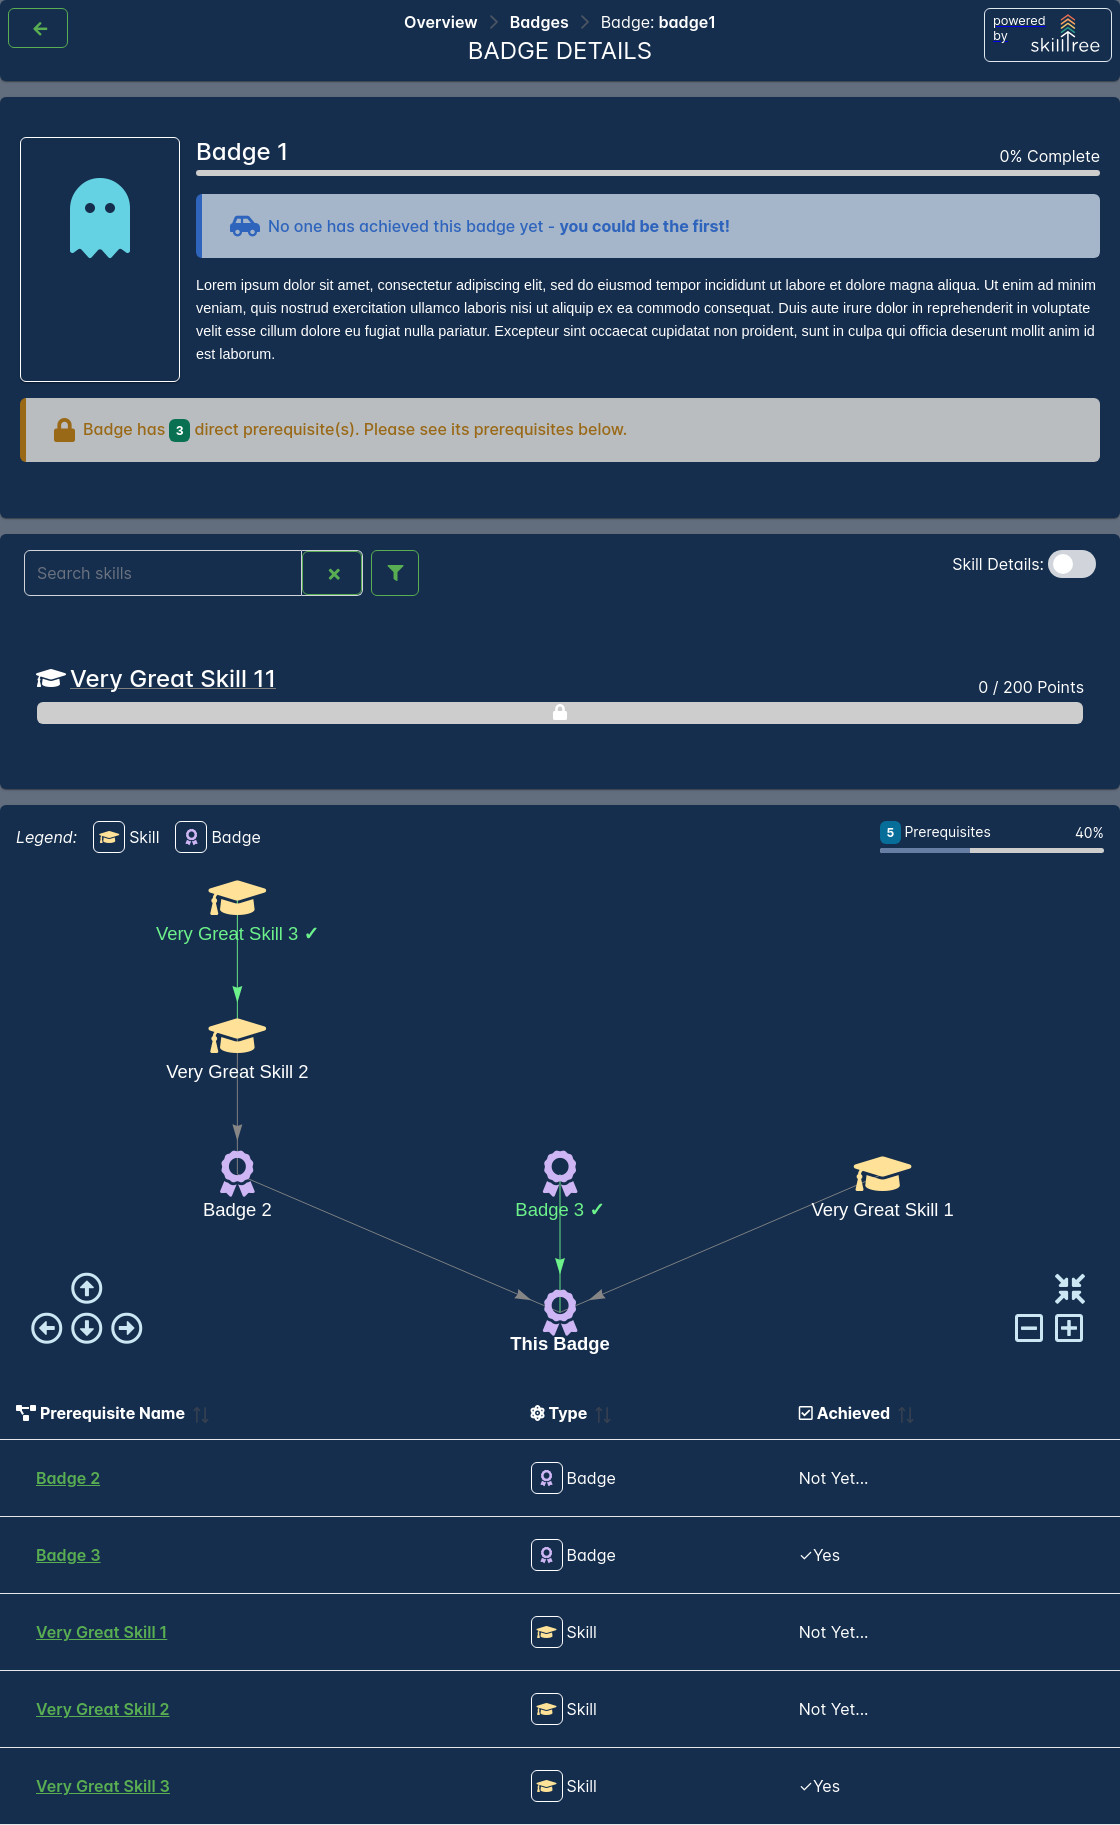 Overview > Badges > Badge: badge1
BADGE DETAILS
powered
by
skilltree
Badge 1
0% Complete
No one has achieved this badge yet - you could be the first!
Lorem ipsum dolor sit amet, consectetur adipiscing elit, sed do eiusmod tempor incididunt ut labore et dolore magna aliqua. Ut enim ad minim
veniam, quis nostrud exercitation ullamco laboris nisi ut aliquip ex ea commodo consequat. Duis aute irure dolor in reprehenderit in voluptate
velit esse cillum dolore eu fugiat nulla pariatur. Excepteur sint occaecat cupidatat non proident, sunt in culpa qui officia deserunt mollit anim id
est laborum.
Badge has 3 direct prerequisite(s). Please see its prerequisites below.
Search skills
Skill Details:
Very Great Skill 11
0 / 200 Points
Legend: Skill Badge
5 Prerequisites 40%
Very Great Skill 3 ✓
Very Great Skill 2
Badge 2
Badge 3 ✓
Very Great Skill 1
This Badge
Prerequisite Name Type Achieved
Badge 2 Badge Not Yet...
Badge 3 Badge ✓Yes
Very Great Skill 1 Skill Not Yet...
Very Great Skill 2 Skill Not Yet...
Very Great Skill 3 Skill ✓Yes